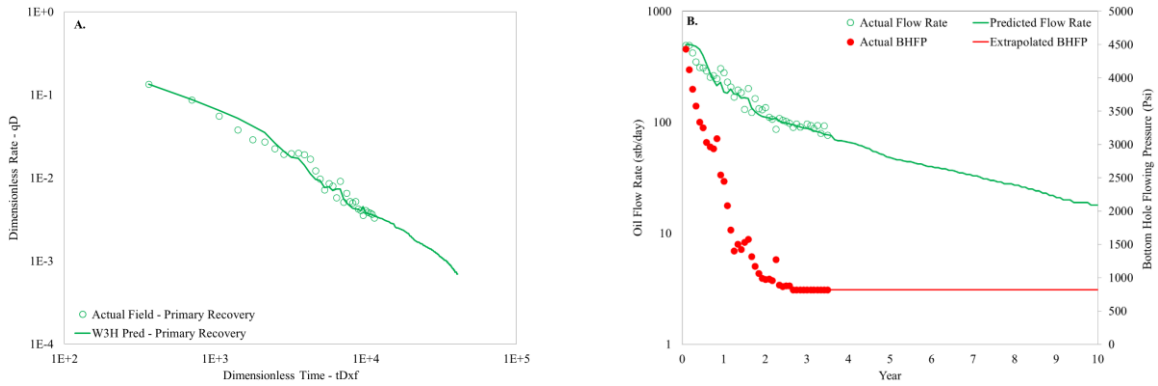 A.
1E+0
1E-1
1E-2
1E-3
1E-4
Dimensionless Rate - qD
Actual Field - Primary Recovery
W3H Pred - Primary Recovery
1E+2
1E+3
1E+4
1E+5
Dimensionless Time - tDxf
B.
Actual Flow Rate
Predicted Flow Rate
Actual BHFP
Extrapolated BHFP
1000
100
10
1
Oil Flow Rate (stb/day)
5000
4500
4000
3500
3000
2500
2000
1500
1000
500
0
Bottom Hole Flowing Pressure (Psi)
0
1
2
3
4
5
6
7
8
9
10
Year